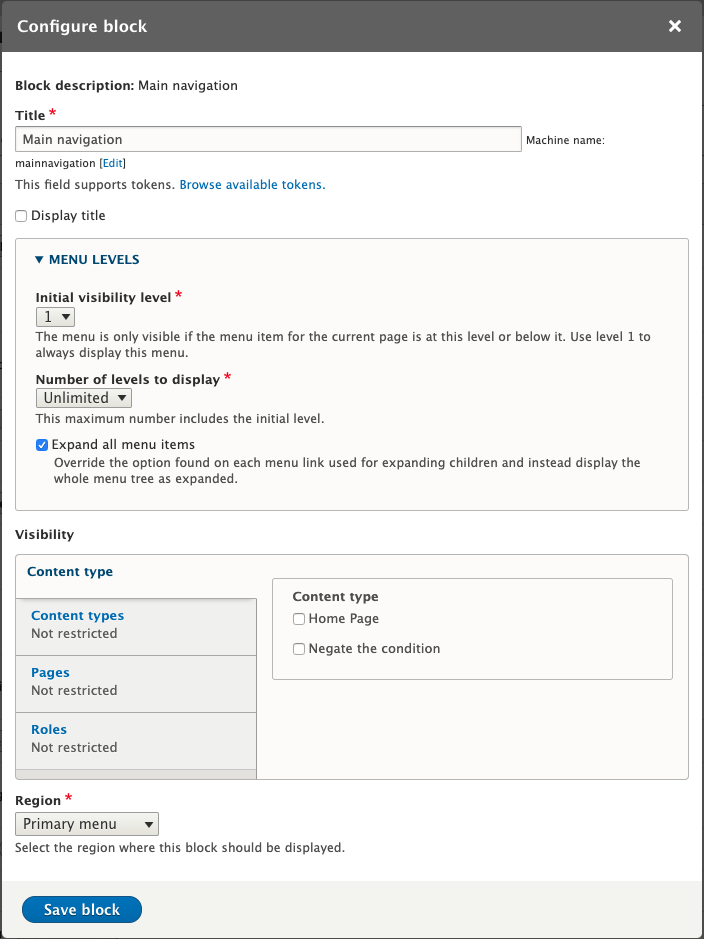 Configure block
Block description: Main navigation
Title *
Main navigation Machine name:
mainnavigation [Edit]
This field supports tokens. Browse available tokens.
Display title
MENU LEVELS
Initial visibility level *
1
The menu is only visible if the menu item for the current page is at this level or below it. Use level 1 to
always display this menu.
Number of levels to display *
Unlimited
This maximum number includes the initial level.
Expand all menu items
Override the option found on each menu link used for expanding children and instead display the
whole menu tree as expanded.
Visibility
Content type
Content types
Not restricted
Pages
Not restricted
Roles
Not restricted
Content type
Home Page
Negate the condition
Region *
Primary menu
Select the region where this block should be displayed.
Save block